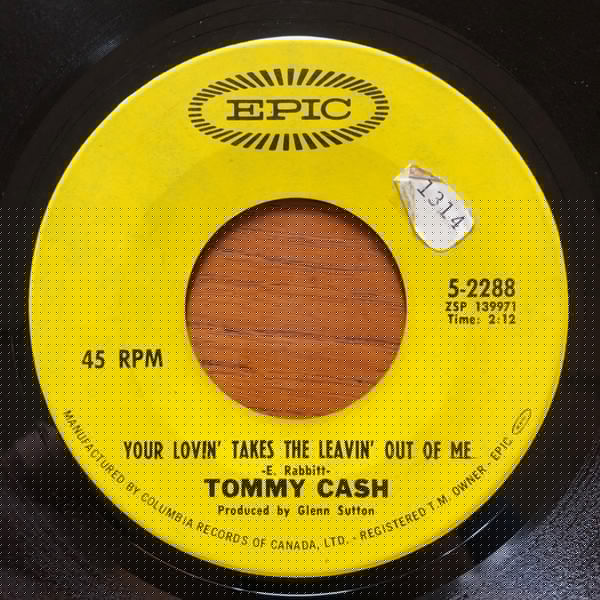 EPIC
1314
5-2288
ZSP 139971
Time: 2:12
45 RPM
YOUR LOVIN' TAKES THE LEAVIN' OUT OF ME
-E. Rabbitt-
TOMMY CASH
Produced by Glenn Sutton
MANUFACTURED BY COLUMBIA RECORDS OF CANADA, LTD. - REGISTERED T.M. OWNER - EPIC
EPIC